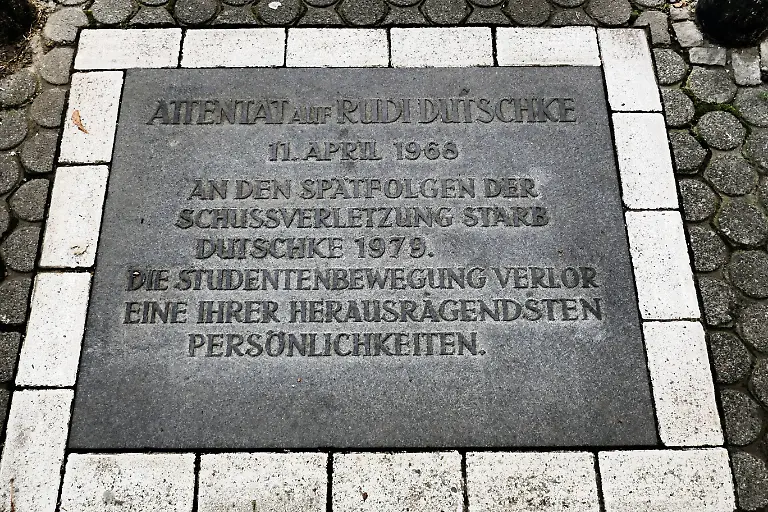 ATTENTAT AUF RUDI DUTSCHKE
11. APRIL 1968
AN DEN SPÄTFOLGEN DER
SCHUSSVERLETZUNG STARB
DUTSCHKE 1979.
DIE STUDENTENBEWEGUNG VERLOR
EINE IHRER HERAUSRAGENDSTEN
PERSÖNLICHKEITEN.